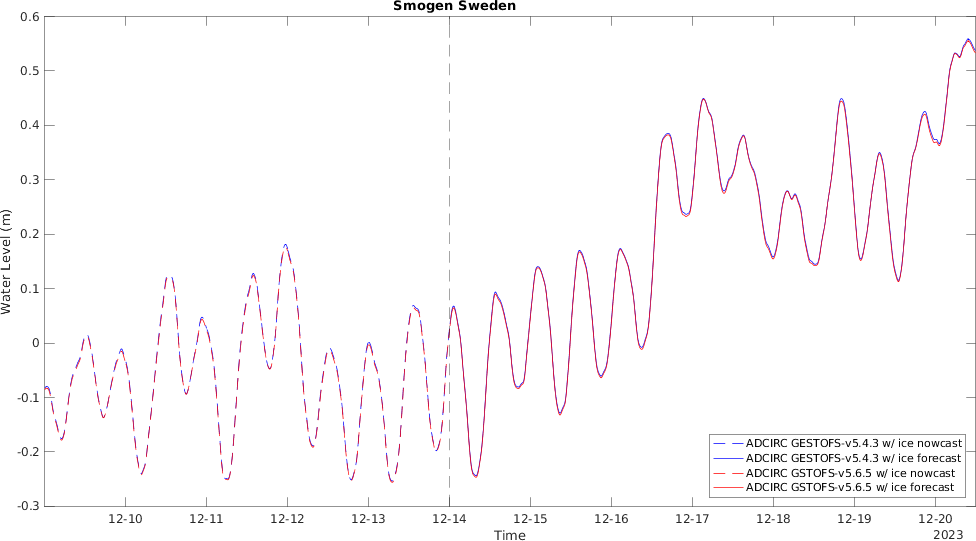 Smogen Sweden
0.6
0.5
0.4
0.3
0.2
0.1
0
-0.1
-0.2
-0.3
Water Level (m)
12-10 12-11 12-12 12-13 12-14 12-15 12-16 12-17 12-18 12-19 12-20
2023
Time
ADCIRC GESTOFS-v5.4.3 w/ ice nowcast
ADCIRC GESTOFS-v5.4.3 w/ ice forecast
ADCIRC GSTOFS-v5.6.5 w/ ice nowcast
ADCIRC GESTOFS-v5.6.5 w/ ice forecast